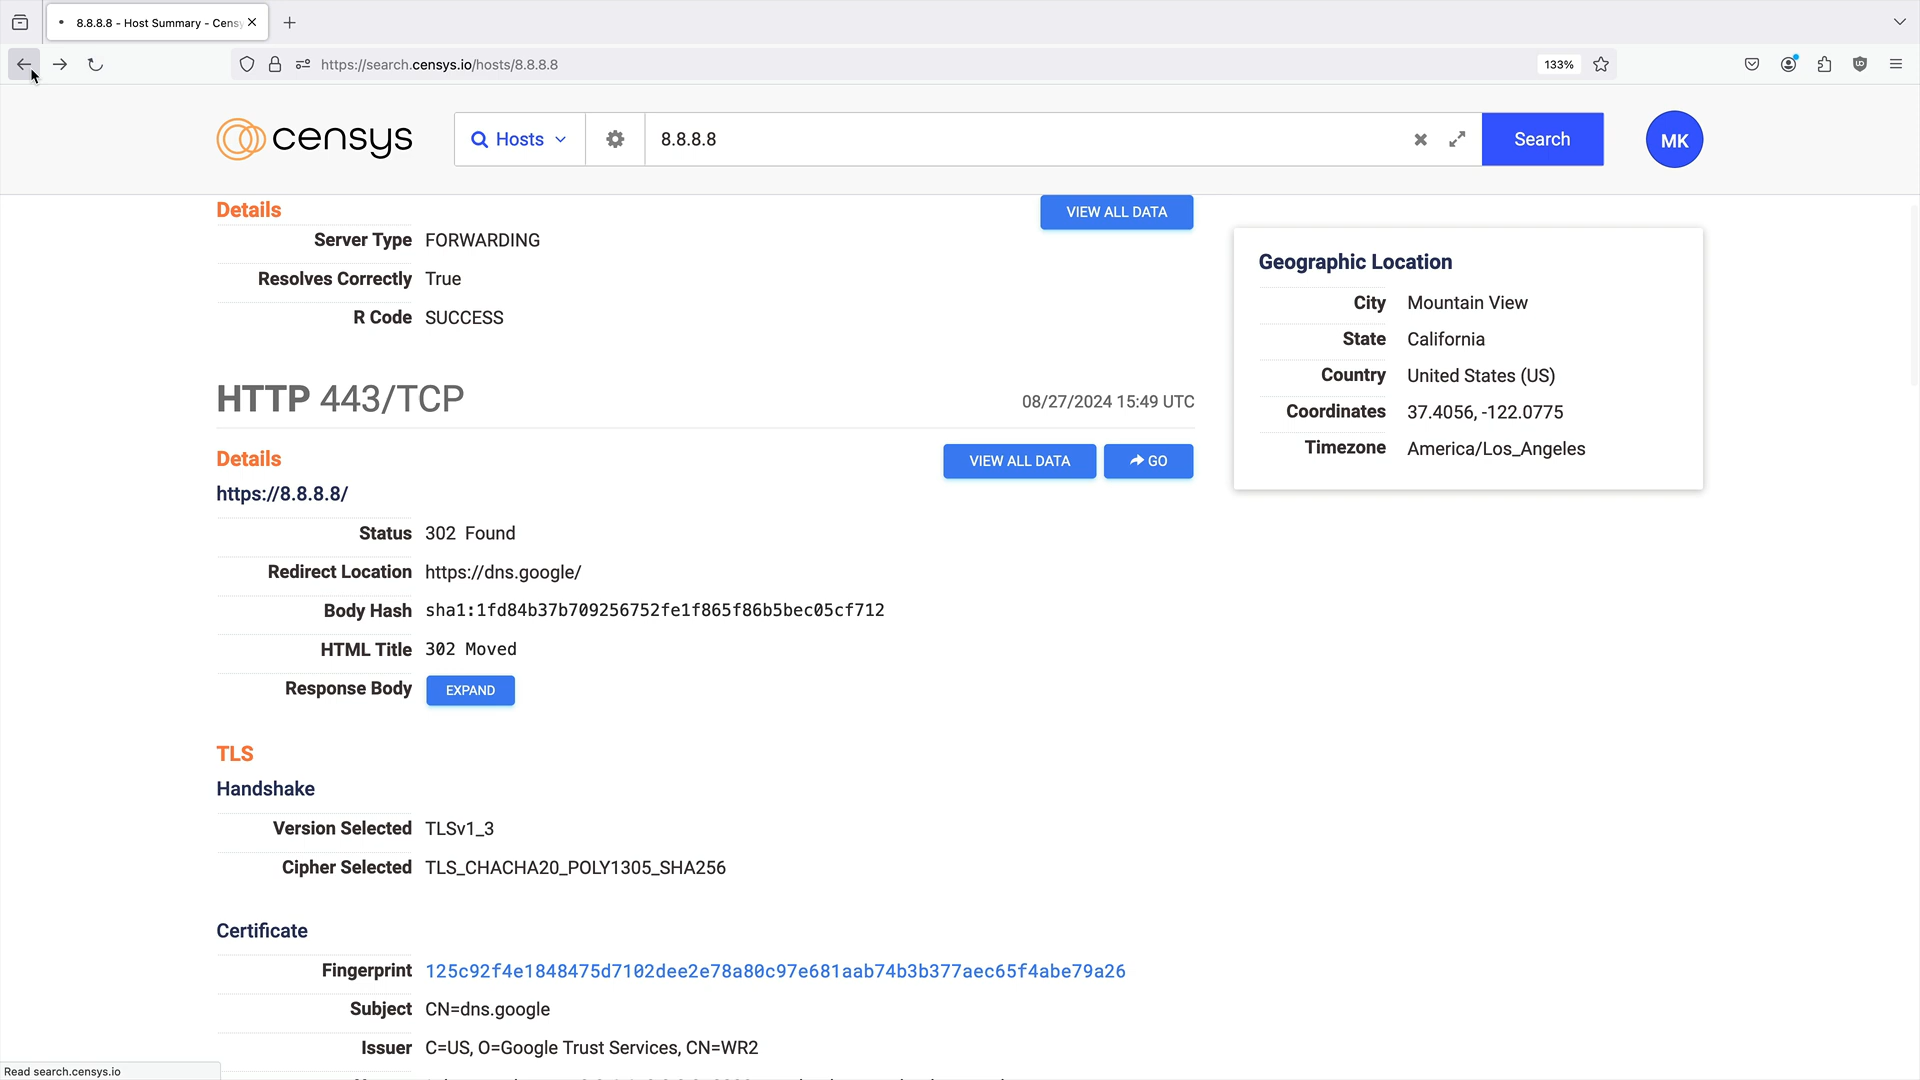 8.8.8.8 - Host Summary - Censy
https://search.censys.io/hosts/8.8.8.8
133%
censys
Hosts
8.8.8.8
Search
MK
Details
VIEW ALL DATA
Server Type FORWARDING
Resolves Correctly True
R Code SUCCESS
Geographic Location
City Mountain View
State California
Country United States (US)
Coordinates 37.4056, -122.0775
Timezone America/Los_Angeles
HTTP 443/TCP
08/27/2024 15:49 UTC
Details
VIEW ALL DATA
GO
https://8.8.8.8/
Status 302 Found
Redirect Location https://dns.google/
Body Hash sha1:1fd84b37b709256752fe1f865f86b5bec05cf712
HTML Title 302 Moved
Response Body EXPAND
TLS
Handshake
Version Selected TLSv1_3
Cipher Selected TLS_CHACHA20_POLY1305_SHA256
Certificate
Fingerprint 125c92f4e1848475d7102dee2e78a80c97e681aab74b3b377aec65f4abe79a26
Subject CN=dns.google
Issuer C=US, O=Google Trust Services, CN=WR2
Read search.censys.io